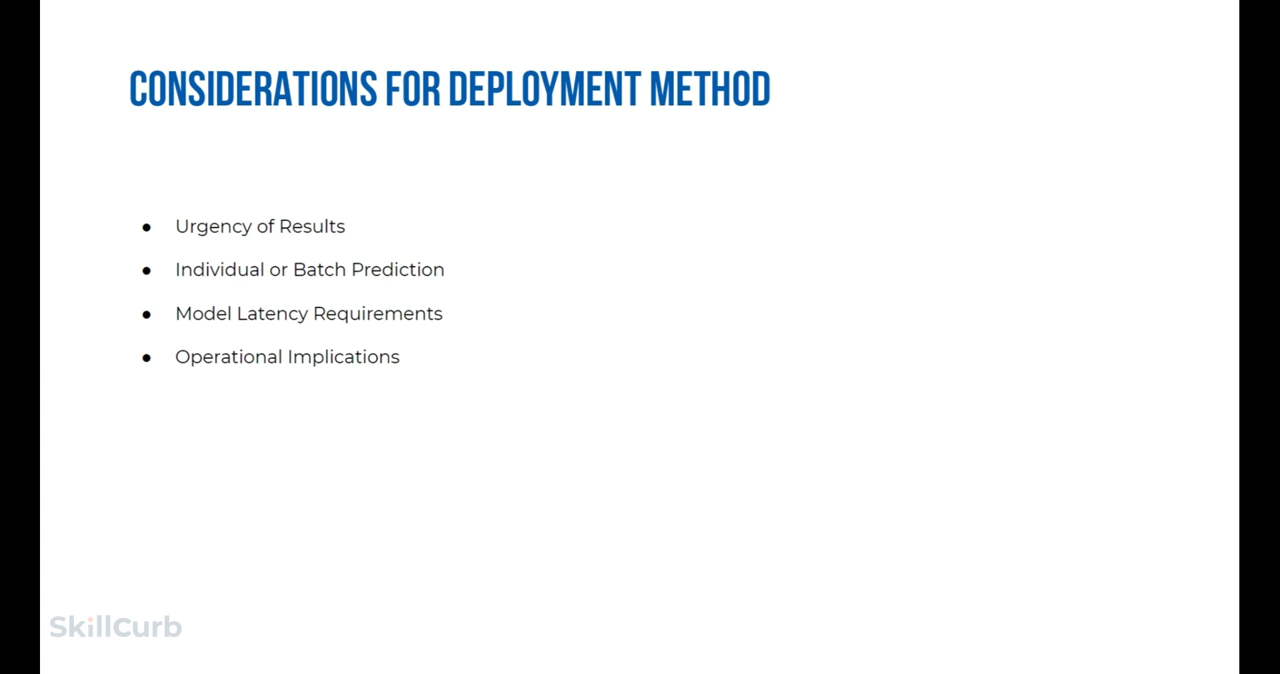 CONSIDERATIONS FOR DEPLOYMENT METHOD
● Urgency of Results
● Individual or Batch Prediction
● Model Latency Requirements
● Operational Implications
SkillCurb